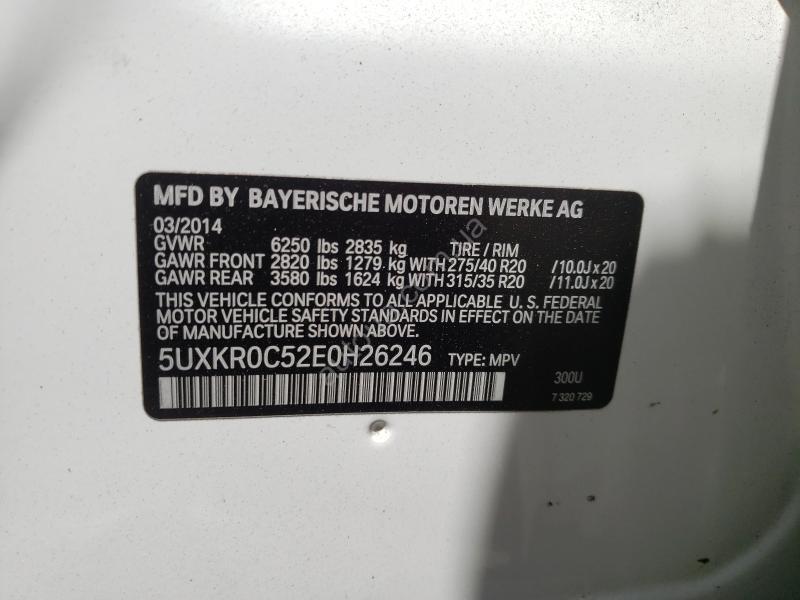 MFD BY BAYERISCHE MOTOREN WERKE AG
03/2014
GVWR 6250 lbs 2835 kg TIRE / RIM
GAWR FRONT 2820 lbs 1279 kg WITH 275/40 R20 /10.0J x 20
GAWR REAR 3580 lbs 1624 kg WITH 315/35 R20 /11.0J x 20
THIS VEHICLE CONFORMS TO ALL APPLICABLE U. S. FEDERAL
MOTOR VEHICLE SAFETY STANDARDS IN EFFECT ON THE DATE
OF MANUFACTURE SHOWN ABOVE.
5UXKR0C52E0H26246 TYPE: MPV
300U
7 320 729